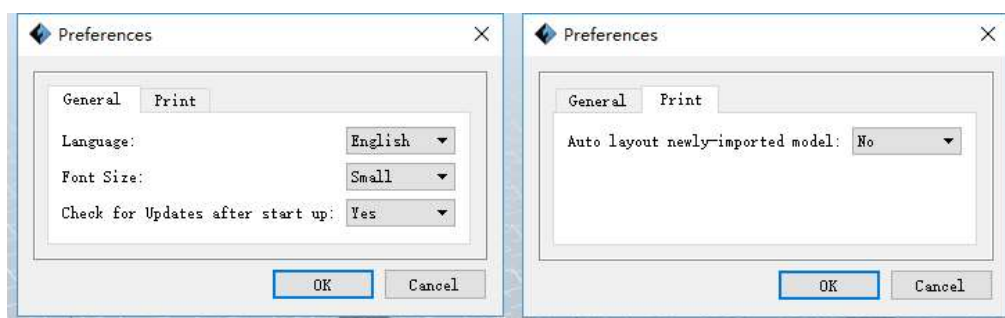 Preferences
General Print
Language: English
Font Size: Small
Check for Updates after start up: Yes
OK Cancel
Preferences
General Print
Auto layout newly-imported model: No
OK Cancel